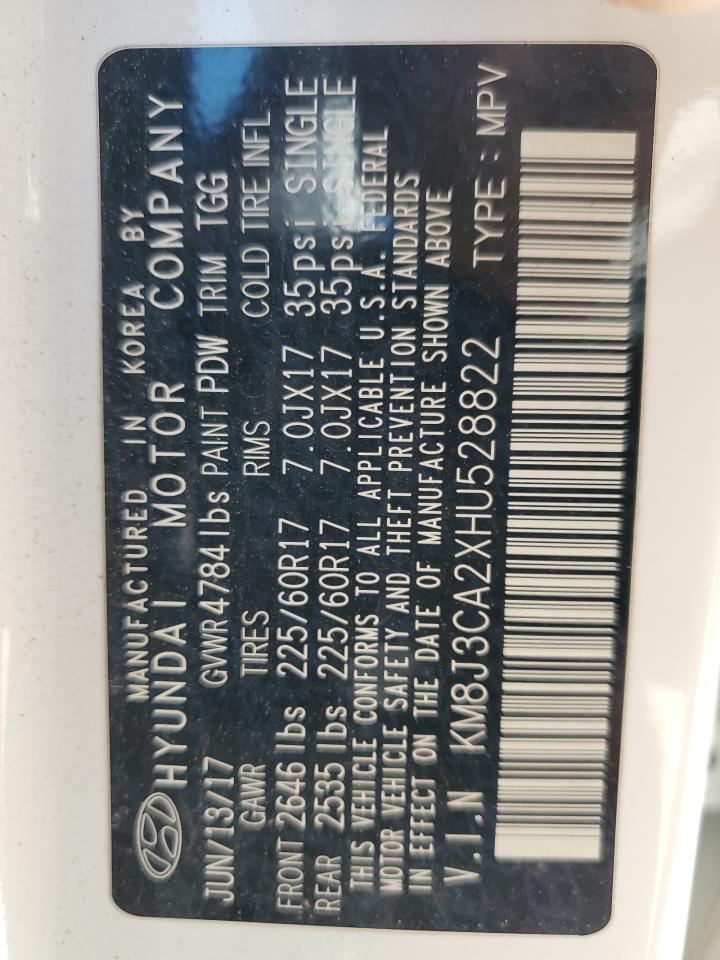 MANUFACTURED IN KOREA BY
HYUNDAI MOTOR COMPANY
JUN/13/17 GVWR 4784 lbs PAINT PDW TRIM TGG
GAWR TIRES RIMS COLD TIRE INFL
FRONT 2646 lbs 225/60R17 7.0JX17 35psi SINGLE
REAR 2535 lbs 225/60R17 7.0JX17 35psi SINGLE
THIS VEHICLE CONFORMS TO ALL APPLICABLE U.S.A. FEDERAL
MOTOR VEHICLE SAFETY AND THEFT PREVENTION STANDARDS
IN EFFECT ON THE DATE OF MANUFACTURE SHOWN ABOVE
V.I.N KM8J3CA2XHU528822 TYPE : MPV